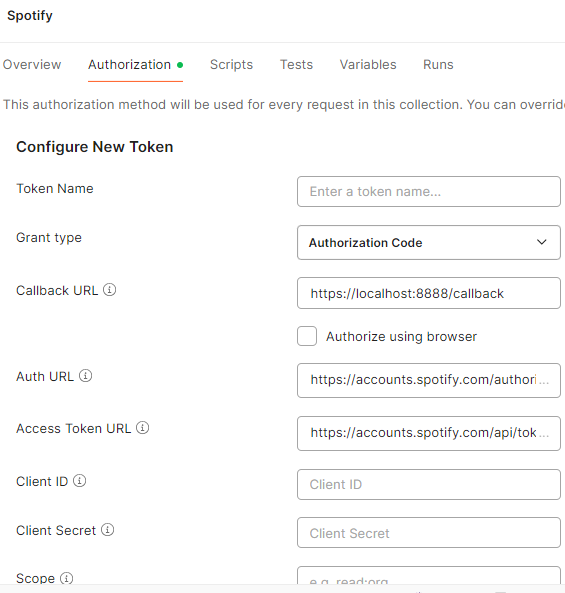 Spotify
Overview Authorization Scripts Tests Variables Runs
This authorization method will be used for every request in this collection. You can overrid
Configure New Token
Token Name Enter a token name...
Grant type Authorization Code
Callback URL https://localhost:8888/callback
Authorize using browser
Auth URL https://accounts.spotify.com/authori...
Access Token URL https://accounts.spotify.com/api/tok...
Client ID Client ID
Client Secret Client Secret
Scope e.g. read:org